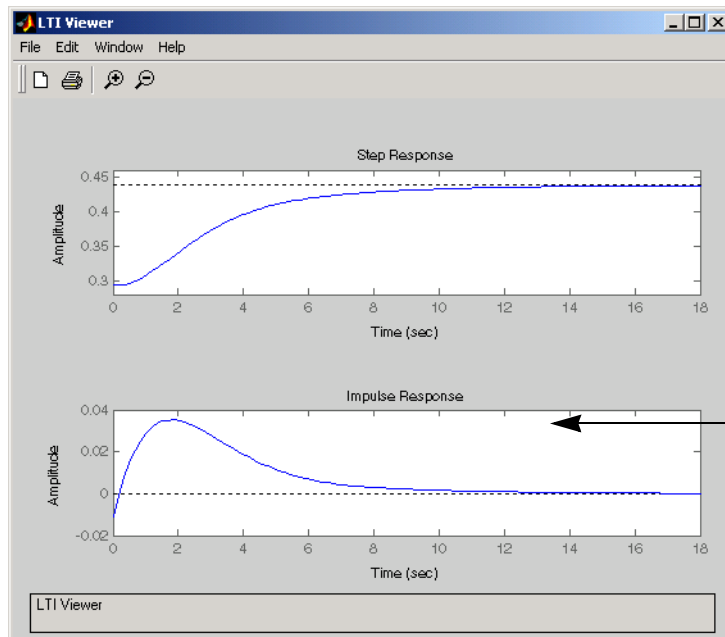 LTI Viewer
File Edit Window Help
Step Response
Amplitude
0.45
0.4
0.35
0.3
0 2 4 6 8 10 12 14 16 18
Time (sec)
Impulse Response
Amplitude
0.04
0.02
0
-0.02
0 2 4 6 8 10 12 14 16 18
Time (sec)
LTI Viewer